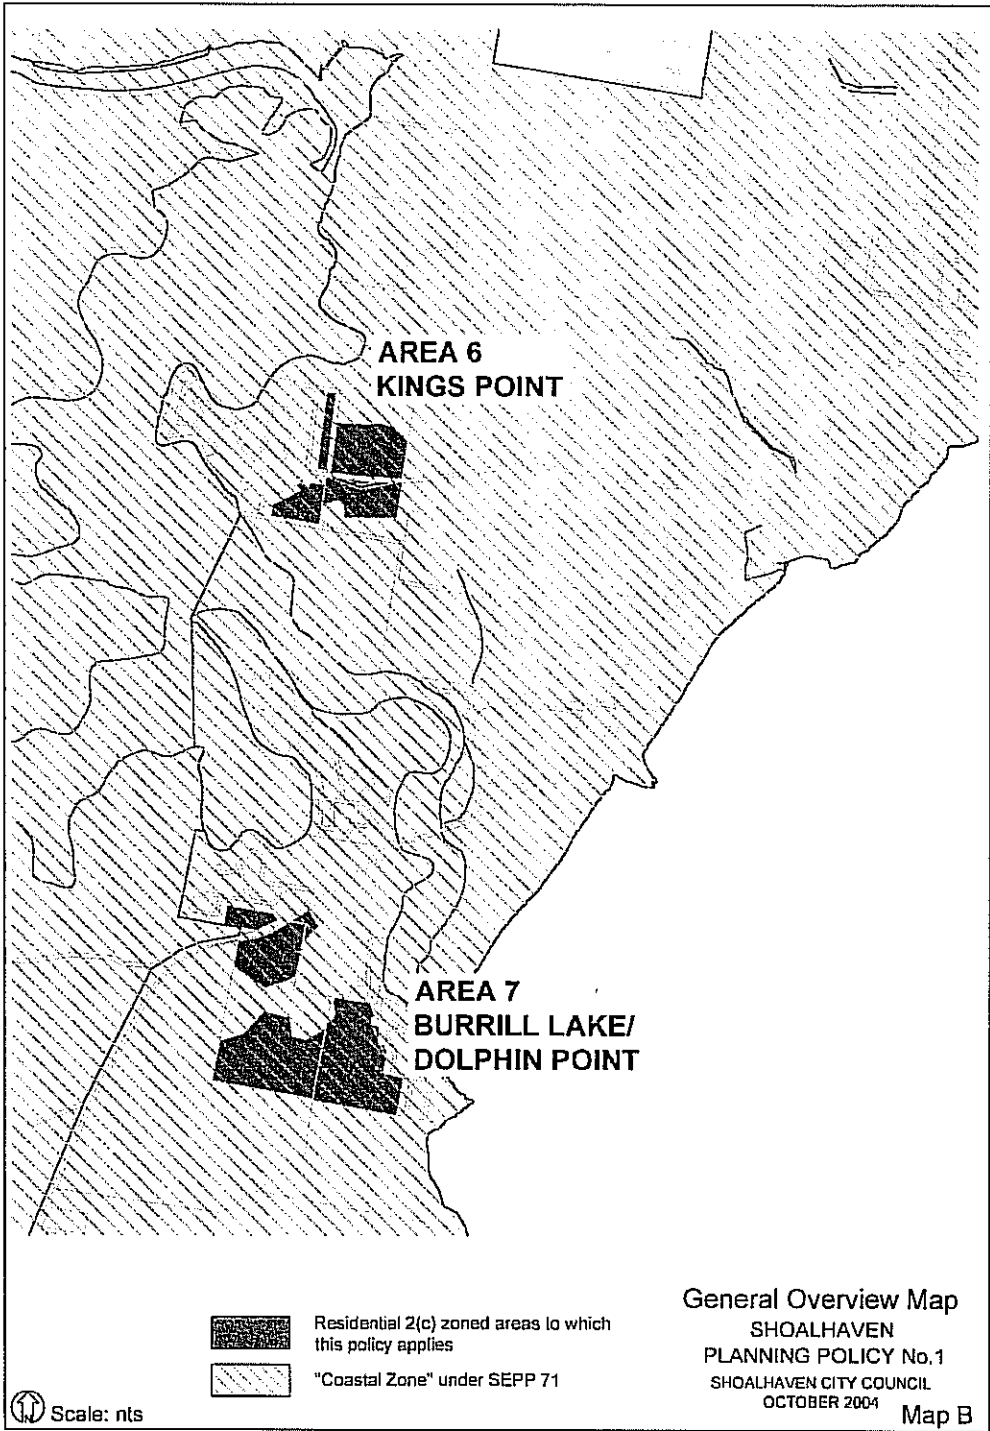 AREA 6
KINGS POINT
AREA 7
BURRILL LAKE/
DOLPHIN POINT
Residential 2(c) zoned areas to which
this policy applies
"Coastal Zone" under SEPP 71
General Overview Map
SHOALHAVEN
PLANNING POLICY No.1
SHOALHAVEN CITY COUNCIL
OCTOBER 2004
N
Scale: nts
Map B